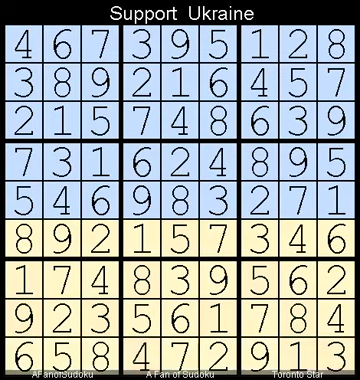 Support Ukraine
4 6 7 3 9 5 1 2 8
3 8 9 2 1 6 4 5 7
2 1 5 7 4 8 6 3 9
7 3 1 6 2 4 8 9 5
5 4 6 9 8 3 2 7 1
8 9 2 1 5 7 3 4 6
1 7 4 8 3 9 5 6 2
9 2 3 5 6 1 7 8 4
6 5 8 4 7 2 9 1 3
AFanofSudoku A Fan of Sudoku Toronto Star